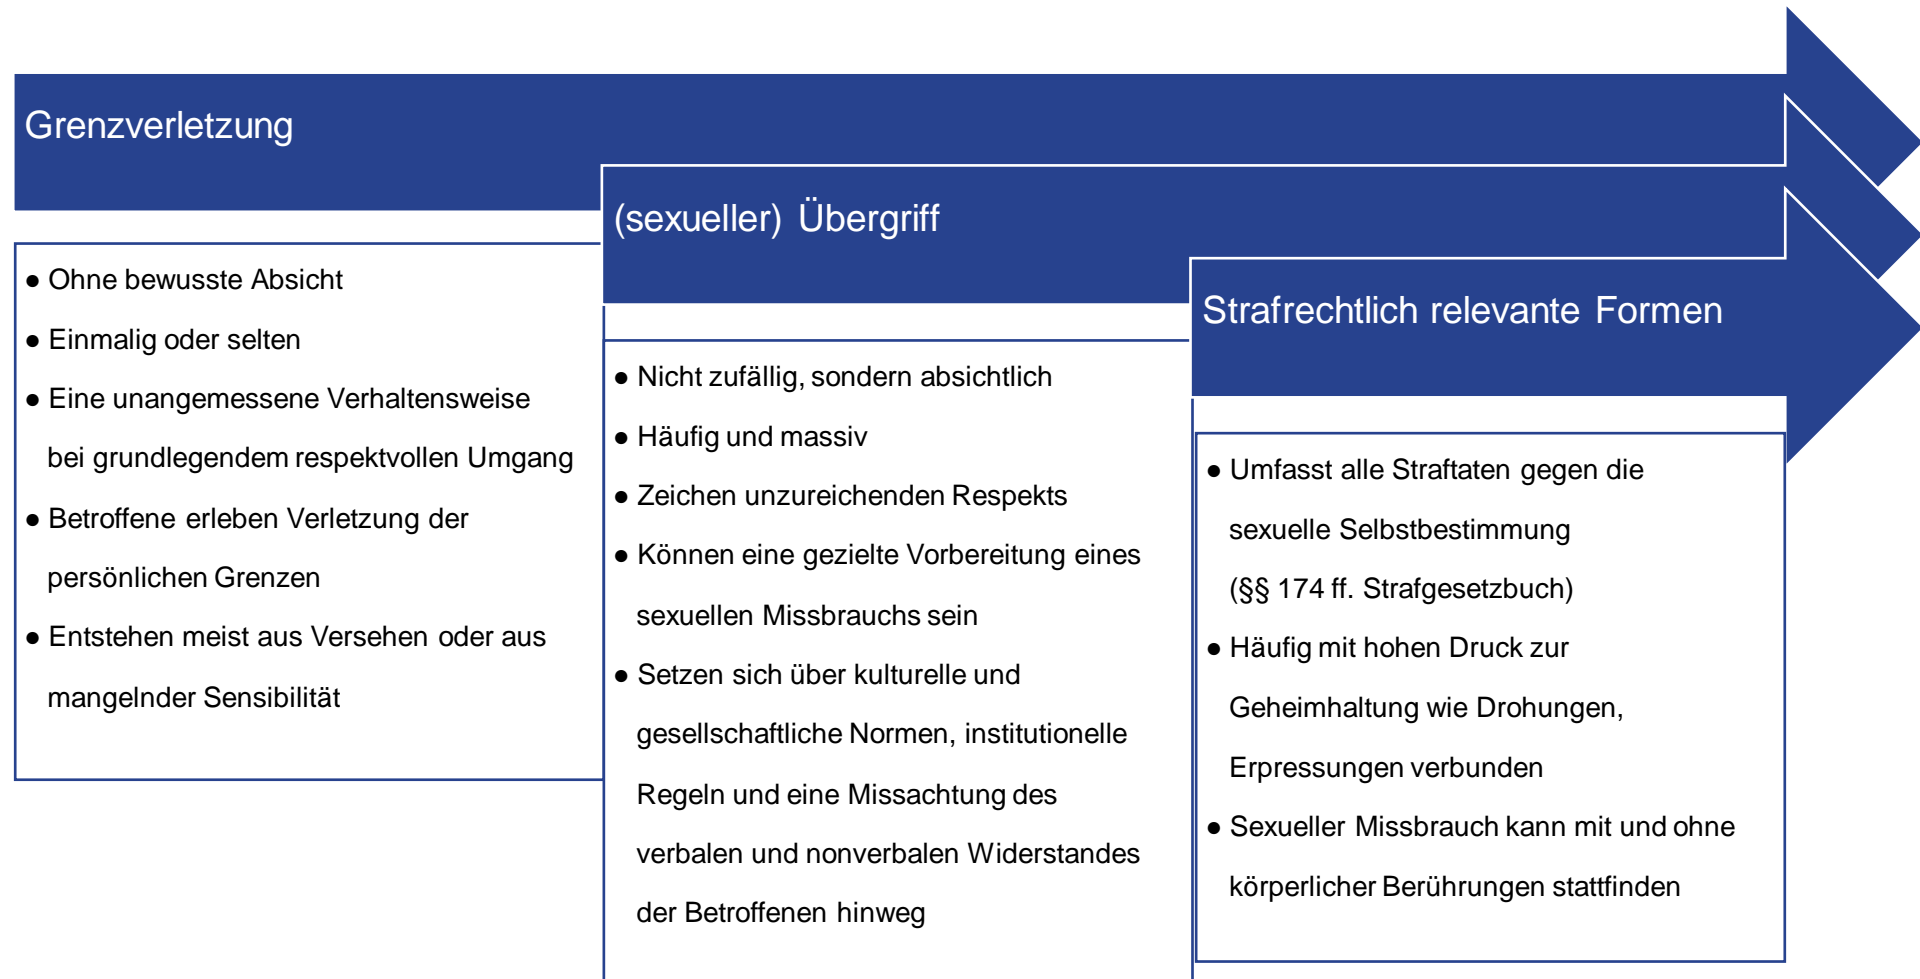 Grenzverletzung
● Ohne bewusste Absicht
● Einmalig oder selten
● Eine unangemessene Verhaltensweise
bei grundlegendem respektvollen Umgang
● Betroffene erleben Verletzung der
persönlichen Grenzen
● Entstehen meist aus Versehen oder aus
mangelnder Sensibilität
(sexueller) Übergriff
● Nicht zufällig, sondern absichtlich
● Häufig und massiv
● Zeichen unzureichenden Respekts
● Können eine gezielte Vorbereitung eines
sexuellen Missbrauchs sein
● Setzen sich über kulturelle und
gesellschaftliche Normen, institutionelle
Regeln und eine Missachtung des
verbalen und nonverbalen Widerstandes
der Betroffenen hinweg
Strafrechtlich relevante Formen
● Umfasst alle Straftaten gegen die
sexuelle Selbstbestimmung
(§§ 174 ff. Strafgesetzbuch)
● Häufig mit hohen Druck zur
Geheimhaltung wie Drohungen,
Erpressungen verbunden
● Sexueller Missbrauch kann mit und ohne
körperlicher Berührungen stattfinden